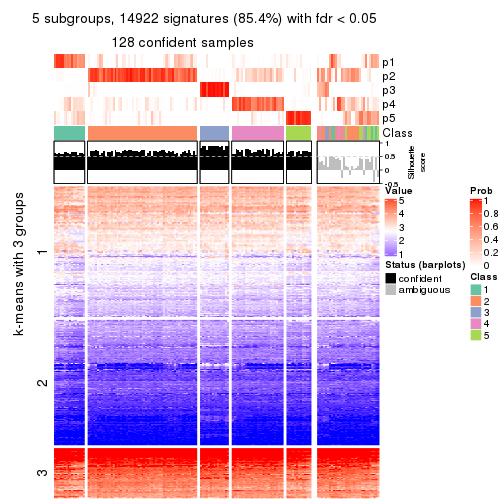 5 subgroups, 14922 signatures (85.4%) with fdr < 0.05
128 confident samples
p1
p2
p3
p4
p5
Class
1
0.5
0
-0.5
Silhouette
score
k-means with 3 groups
1
2
3
Value
5
4
3
2
1
Status (barplots)
confident
ambiguous
Prob
1
0.8
0.6
0.4
0.2
0
Class
1
2
3
4
5